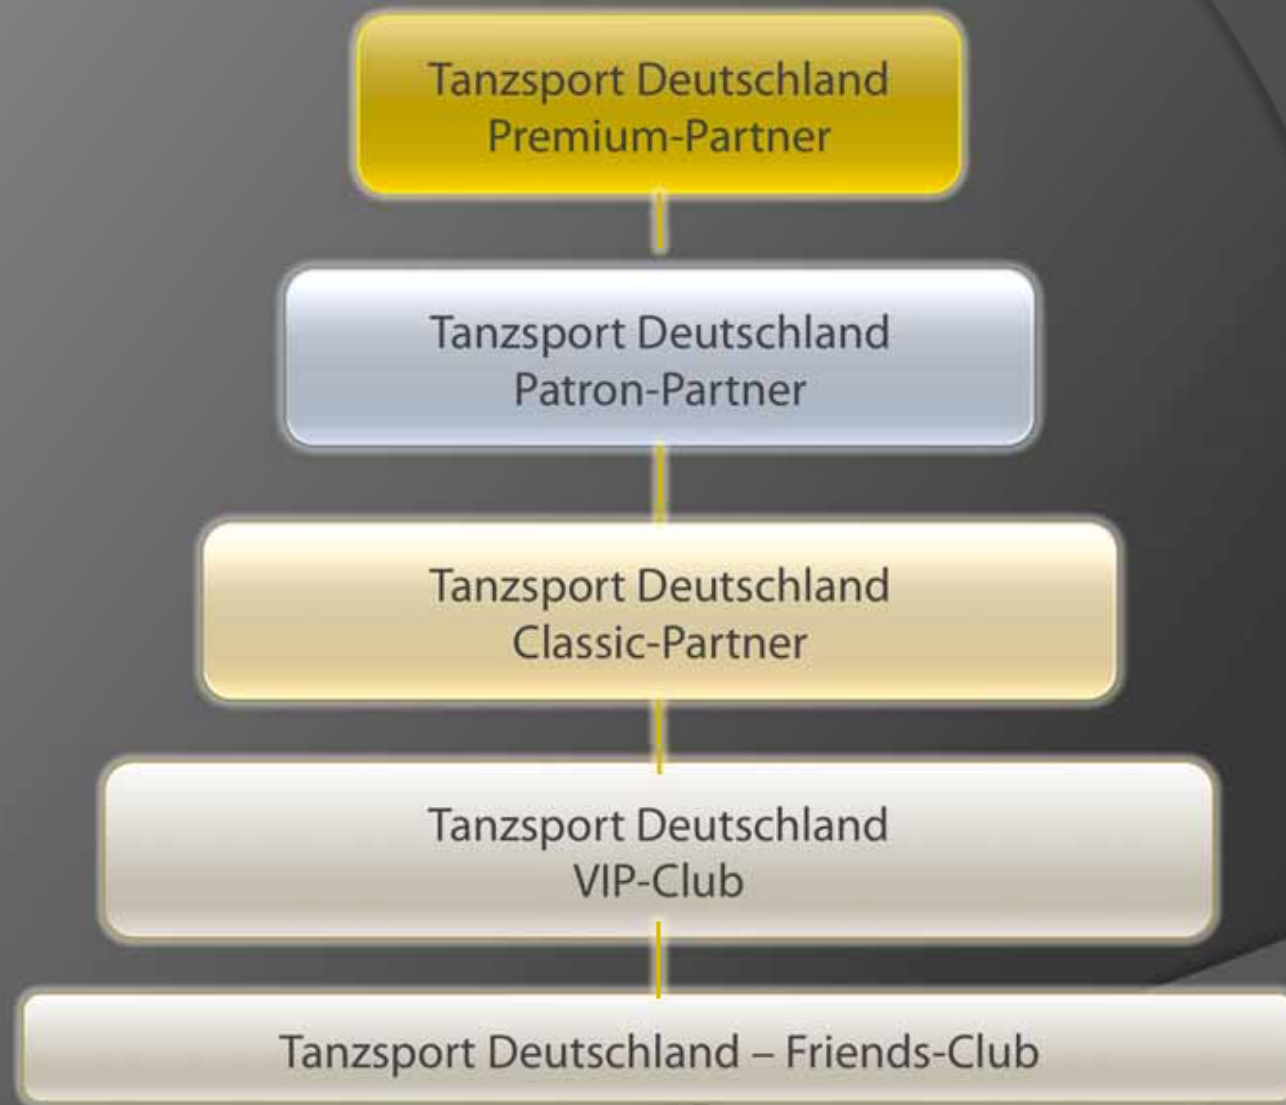 Tanzsport Deutschland
Premium-Partner
Tanzsport Deutschland
Patron-Partner
Tanzsport Deutschland
Classic-Partner
Tanzsport Deutschland
VIP-Club
Tanzsport Deutschland – Friends-Club